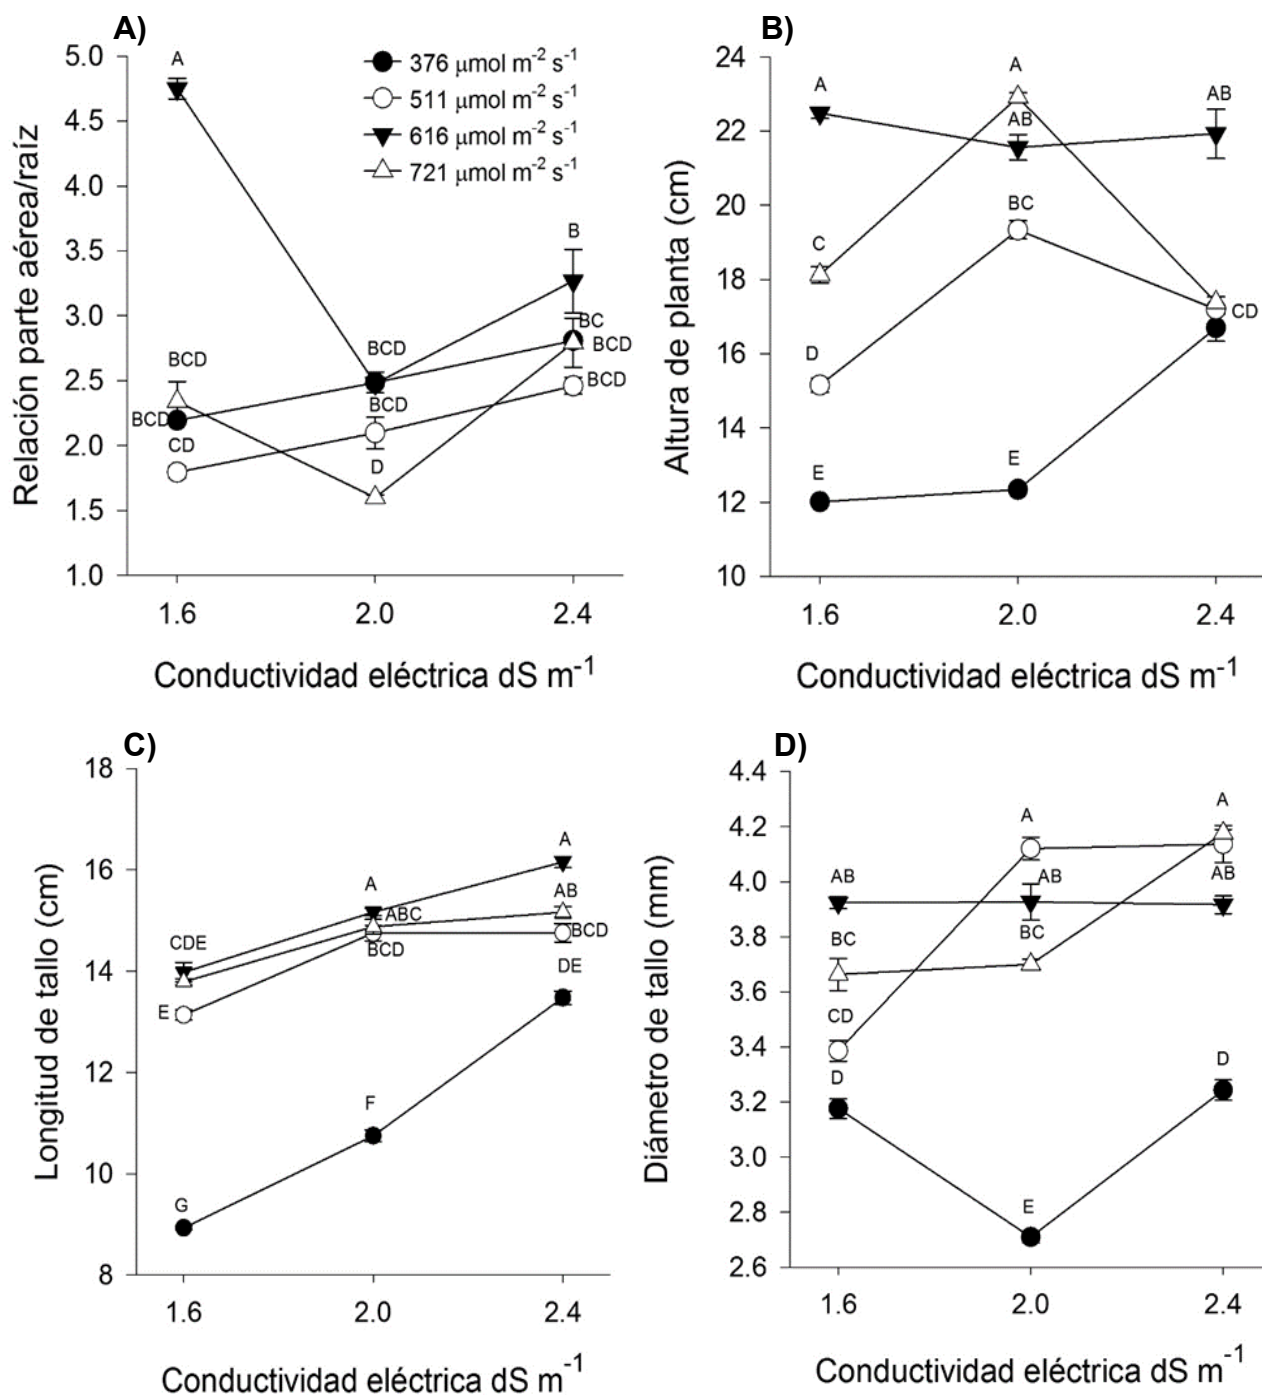 A)
5.0
4.5
4.0
3.5
3.0
2.5
2.0
1.5
1.0
Relación parte aérea/raíz
376 μmol m-2 s-1
511 μmol m-2 s-1
616 μmol m-2 s-1
721 μmol m-2 s-1
A
BCD
BCD
CD
BCD
BCD
D
B
BC
BCD
BCD
1.6 2.0 2.4
Conductividad eléctrica dS m-1
B)
24
22
20
18
16
14
12
10
Altura de planta (cm)
A
C
D
E
A
AB
BC
E
AB
CD
1.6 2.0 2.4
Conductividad eléctrica dS m-1
C)
18
16
14
12
10
8
Longitud de tallo (cm)
CDE
E
G
A
ABC
BCD
F
A
AB
BCD
DE
1.6 2.0 2.4
Conductividad eléctrica dS m-1
D)
4.4
4.2
4.0
3.8
3.6
3.4
3.2
3.0
2.8
2.6
Diámetro de tallo (mm)
AB
BC
CD
D
A
AB
BC
E
A
AB
D
1.6 2.0 2.4
Conductividad eléctrica dS m-1